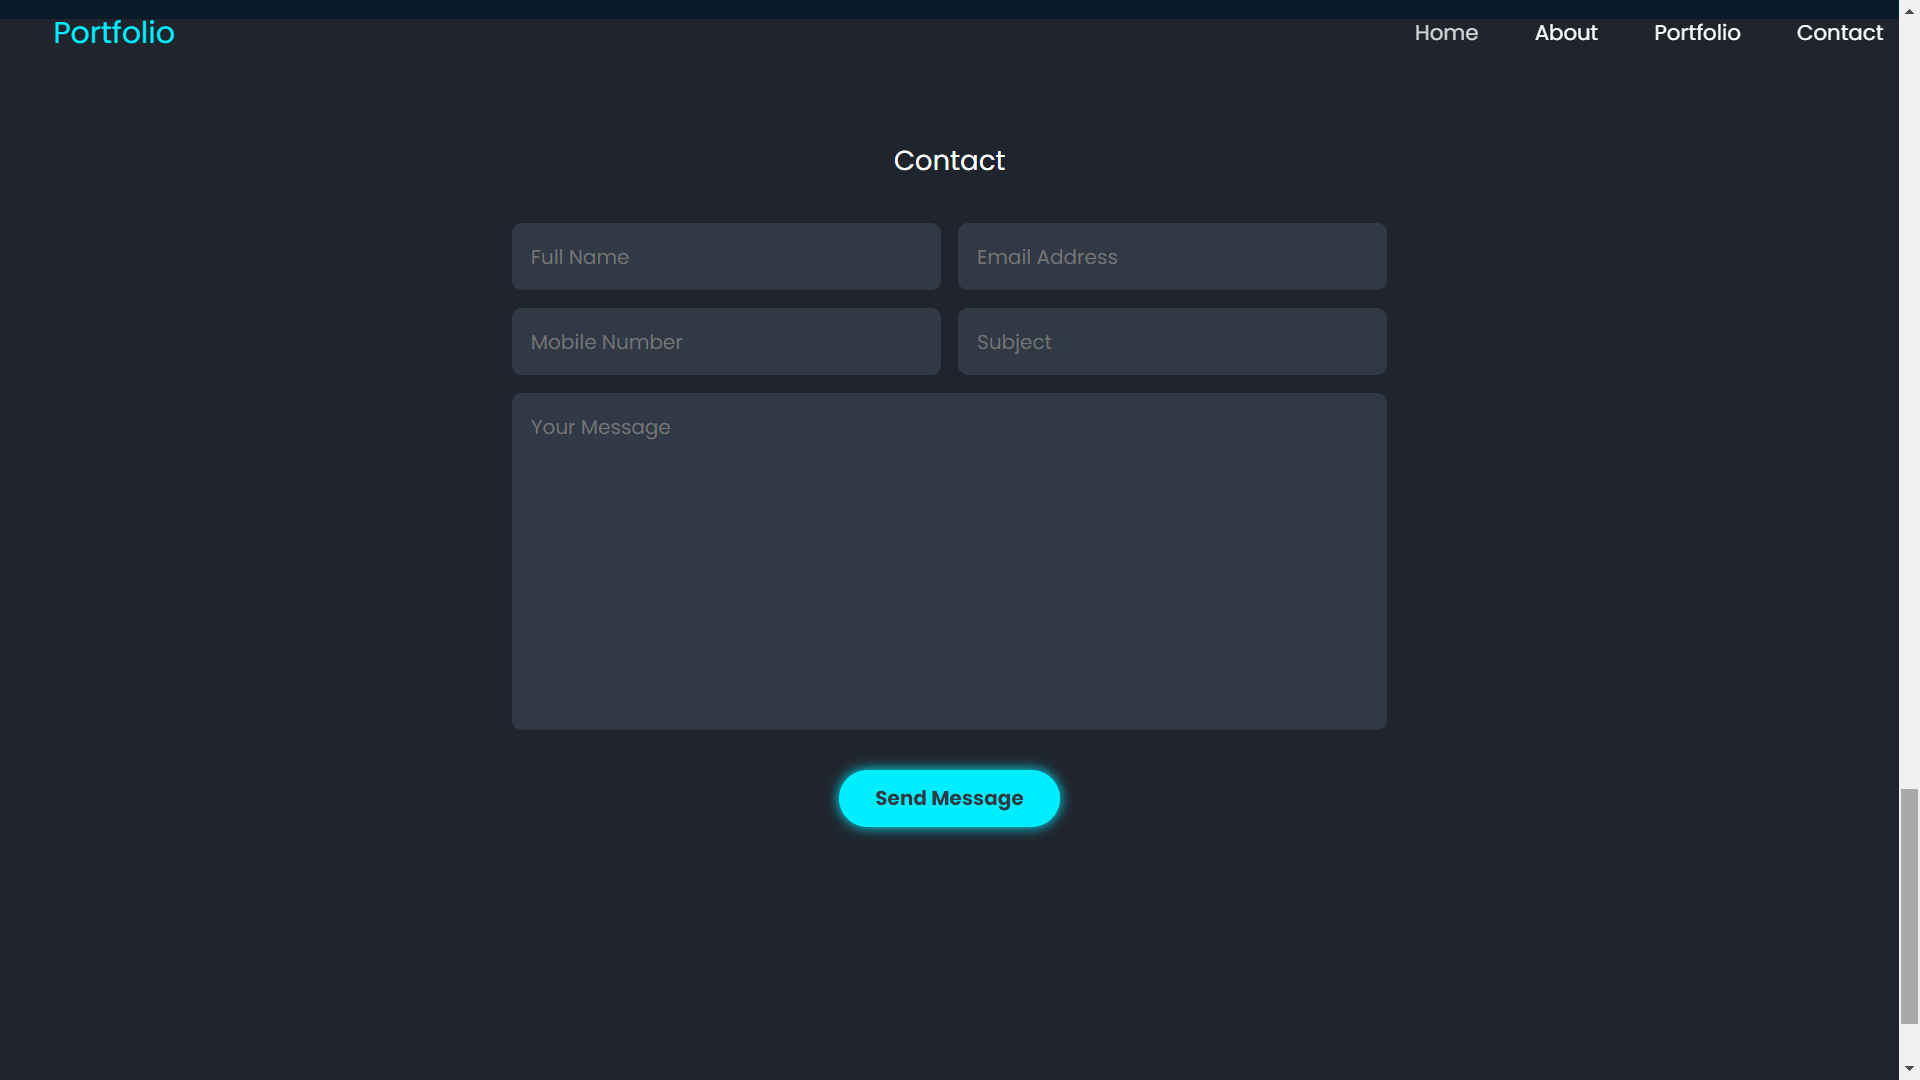 Portfolio Home About Portfolio Contact
Contact
Full Name Email Address
Mobile Number Subject
Your Message
Send Message